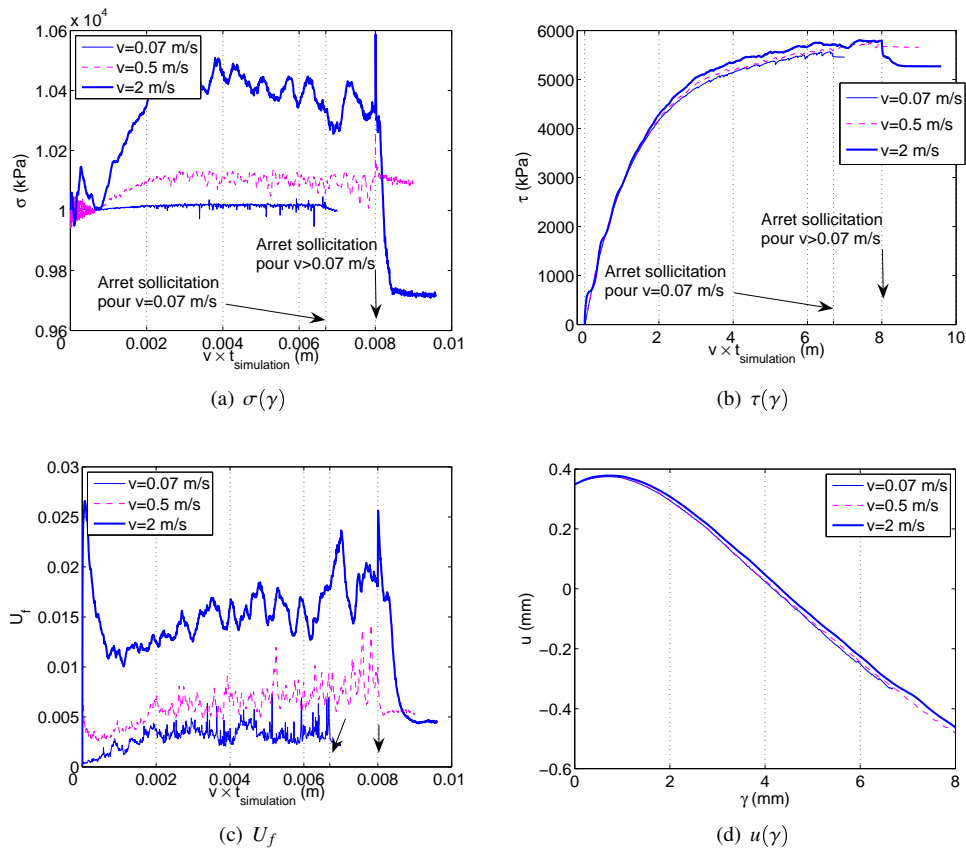 x 10⁴
1.06
1.04
1.02
1
0.98
0.96
σ (kPa)
v=0.07 m/s
v=0.5 m/s
v=2 m/s
Arret sollicitation
pour v>0.07 m/s
Arret sollicitation
pour v=0.07 m/s
0 0.002 0.004 0.006 0.008 0.01
v × t_simulation (m)
(a) σ(γ)
6000
5000
4000
3000
2000
1000
0
τ (kPa)
v=0.07 m/s
v=0.5 m/s
v=2 m/s
Arret sollicitation
pour v>0.07 m/s
Arret sollicitation
pour v=0.07 m/s
0 2 4 6 8 10
v × t_simulation (m)
(b) τ(γ)
0.03
0.025
0.02
0.015
0.01
0.005
0
U_f
v=0.07 m/s
v=0.5 m/s
v=2 m/s
0 0.002 0.004 0.006 0.008 0.01
v × t_simulation (m)
(c) U_f
0.4
0.2
0
−0.2
−0.4
−0.6
u (mm)
v=0.07 m/s
v=0.5 m/s
v=2 m/s
0 2 4 6 8
γ (mm)
(d) u(γ)